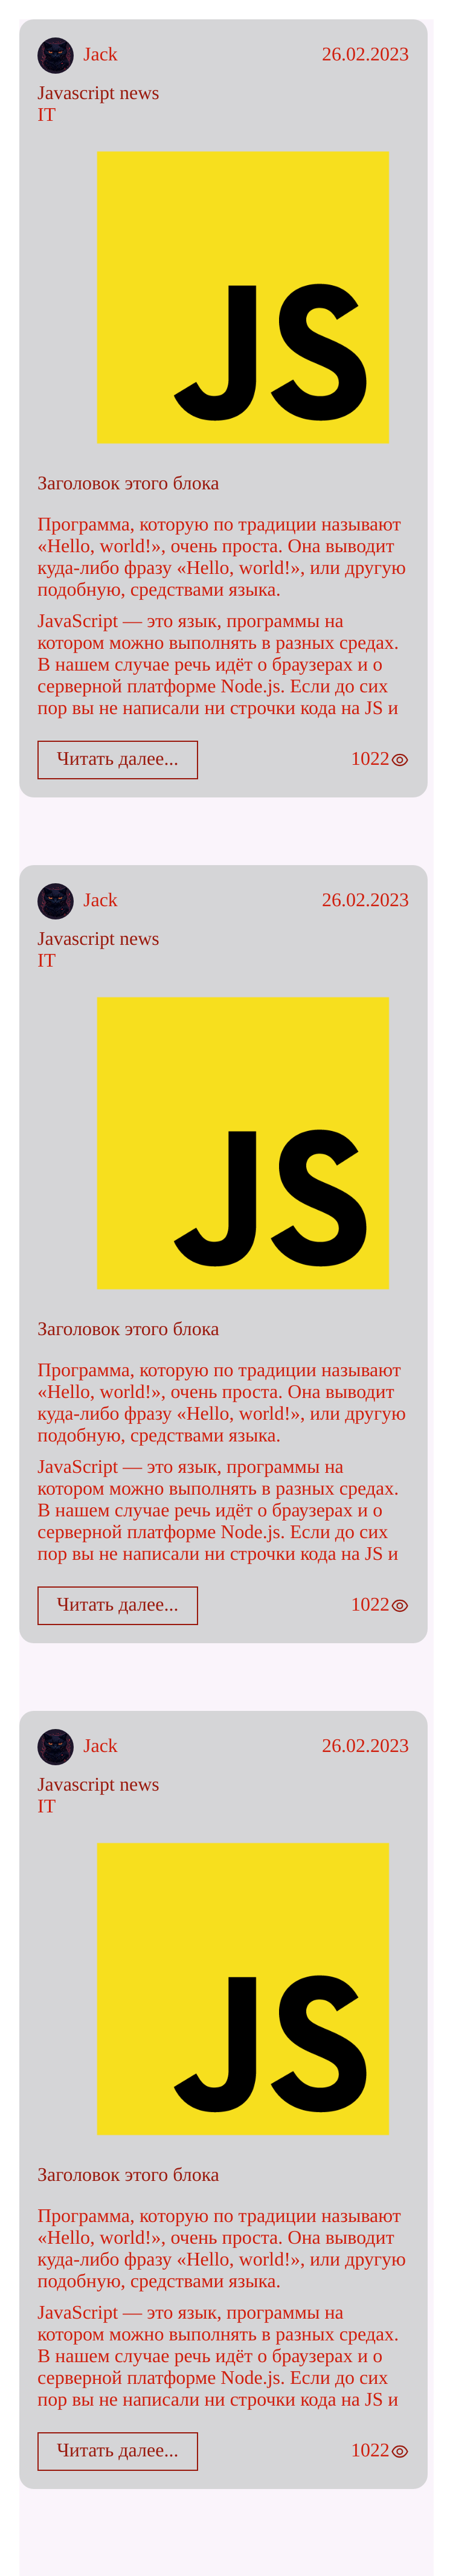 Jack 26.02.2023
Javascript news
IT
JS
Заголовок этого блока
Программа, которую по традиции называют
«Hello, world!», очень проста. Она выводит
куда-либо фразу «Hello, world!», или другую
подобную, средствами языка.
JavaScript — это язык, программы на
котором можно выполнять в разных средах.
В нашем случае речь идёт о браузерах и о
серверной платформе Node.js. Если до сих
пор вы не написали ни строчки кода на JS и
Читать далее... 1022
Jack 26.02.2023
Javascript news
IT
JS
Заголовок этого блока
Программа, которую по традиции называют
«Hello, world!», очень проста. Она выводит
куда-либо фразу «Hello, world!», или другую
подобную, средствами языка.
JavaScript — это язык, программы на
котором можно выполнять в разных средах.
В нашем случае речь идёт о браузерах и о
серверной платформе Node.js. Если до сих
пор вы не написали ни строчки кода на JS и
Читать далее... 1022
Jack 26.02.2023
Javascript news
IT
JS
Заголовок этого блока
Программа, которую по традиции называют
«Hello, world!», очень проста. Она выводит
куда-либо фразу «Hello, world!», или другую
подобную, средствами языка.
JavaScript — это язык, программы на
котором можно выполнять в разных средах.
В нашем случае речь идёт о браузерах и о
серверной платформе Node.js. Если до сих
пор вы не написали ни строчки кода на JS и
Читать далее... 1022